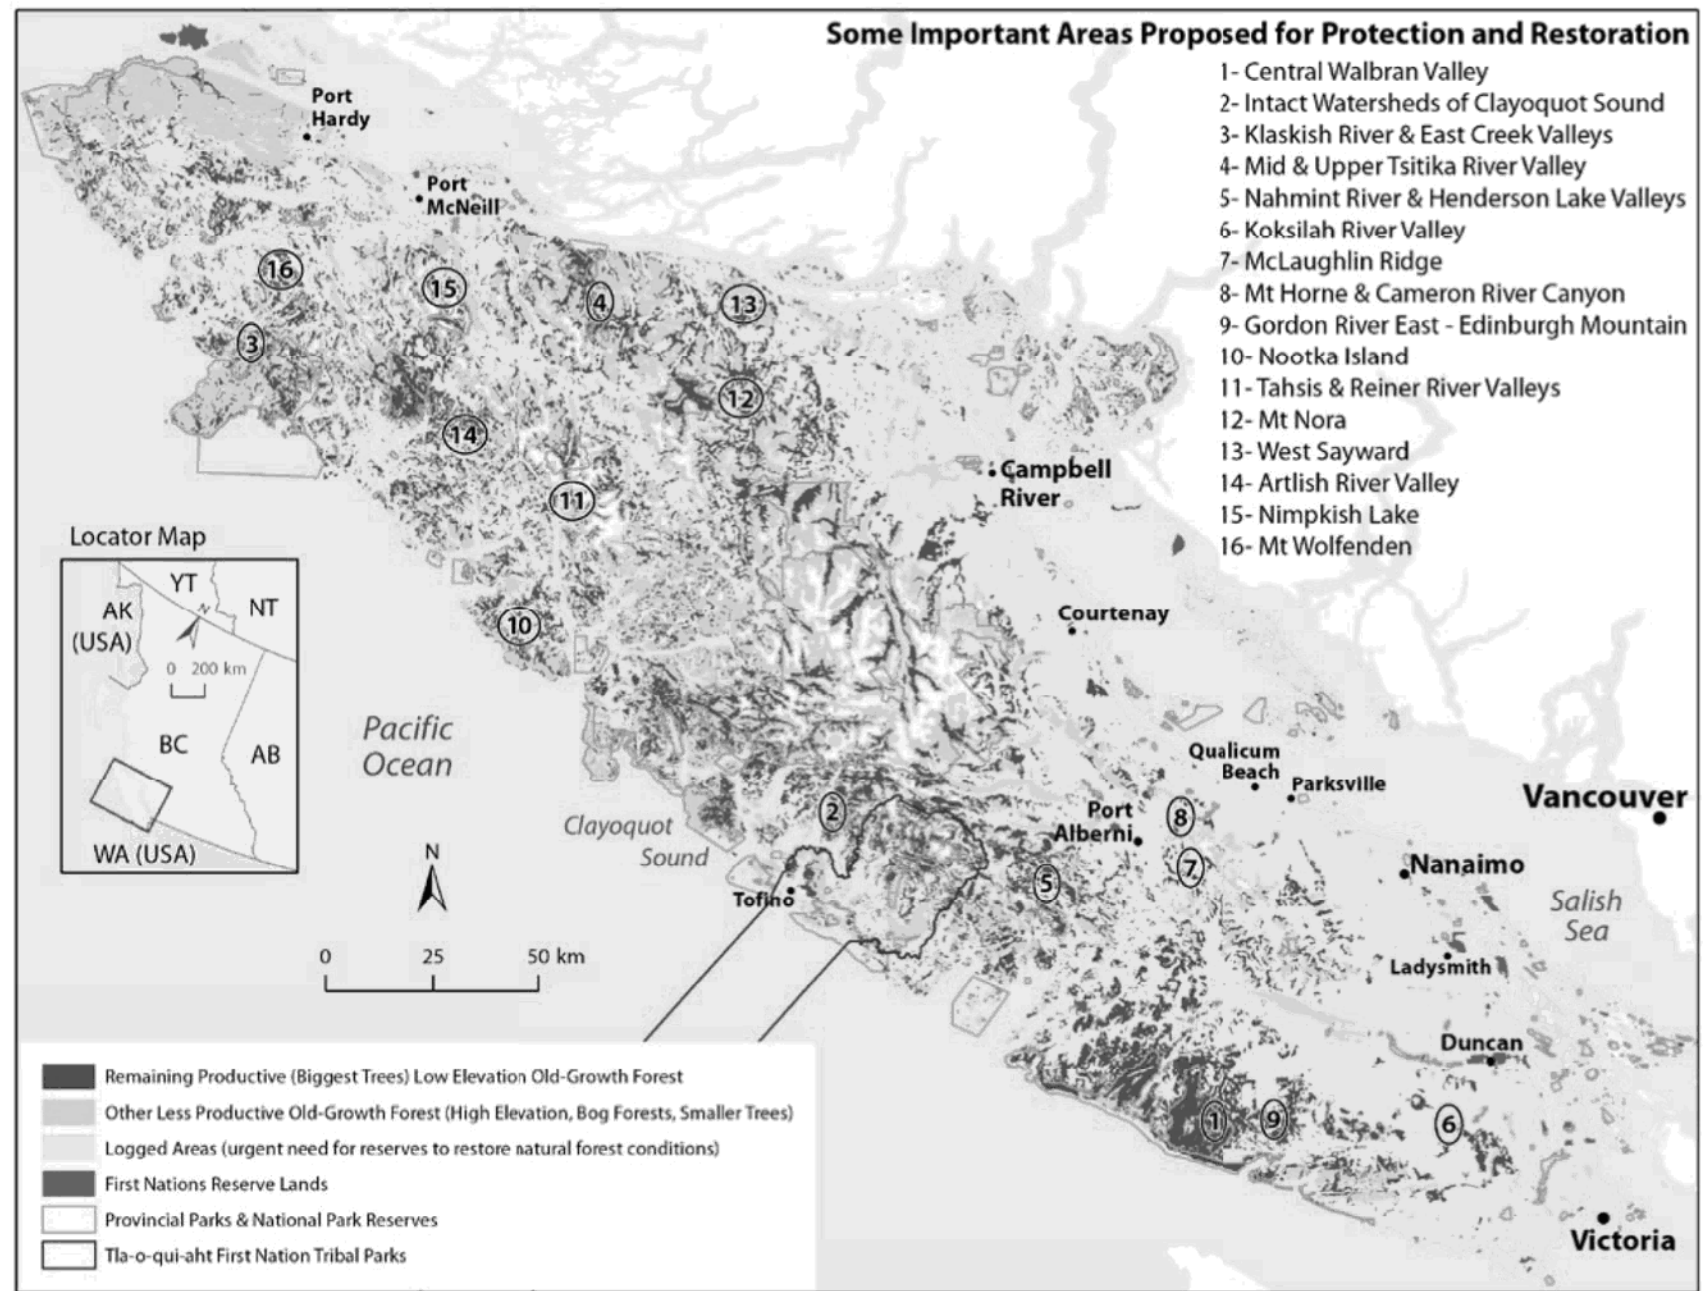 Some Important Areas Proposed for Protection and Restoration
1- Central Walbran Valley
2- Intact Watersheds of Clayoquot Sound
3- Klaskish River & East Creek Valleys
4- Mid & Upper Tsitika River Valley
5- Nahmint River & Henderson Lake Valleys
6- Koksilah River Valley
7- McLaughlin Ridge
8- Mt Horne & Cameron River Canyon
9- Gordon River East - Edinburgh Mountain
10- Nootka Island
11- Tahsis & Reiner River Valleys
12- Mt Nora
13- West Sayward
14- Artlish River Valley
15- Nimpkish Lake
16- Mt Wolfenden
Port
Hardy
Port
McNeill
16
15
4
13
3
12
14
11
Campbell
River
10
Courtenay
Locator Map
YT
NT
AK
(USA)
N
0 200 km
BC
AB
WA (USA)
Pacific
Ocean
Qualicum
Beach
Parksville
Vancouver
Clayoquot
Sound
2
Port
Alberni
8
7
5
Nanaimo
Tofino
Salish
Sea
N
0 25 50 km
Ladysmith
Duncan
1
9
6
Victoria
Remaining Productive (Biggest Trees) Low Elevation Old-Growth Forest
Other Less Productive Old-Growth Forest (High Elevation, Bog Forests, Smaller Trees)
Logged Areas (urgent need for reserves to restore natural forest conditions)
First Nations Reserve Lands
Provincial Parks & National Park Reserves
Tla-o-qui-aht First Nation Tribal Parks